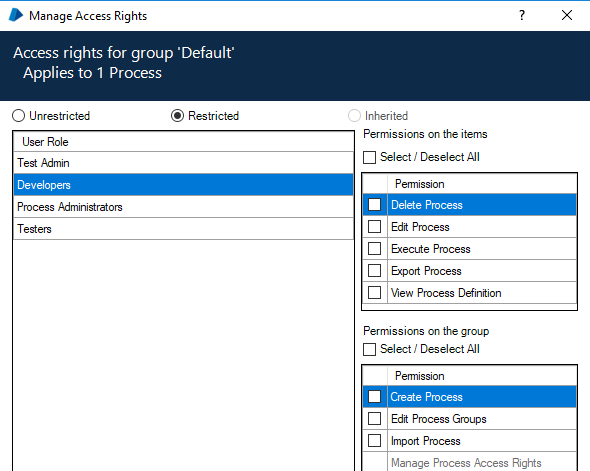 Manage Access Rights
?
Access rights for group 'Default'
Applies to 1 Process
Unrestricted
Restricted
Inherited
User Role
Test Admin
Developers
Process Administrators
Testers
Permissions on the items
Select / Deselect All
Permission
Delete Process
Edit Process
Execute Process
Export Process
View Process Definition
Permissions on the group
Select / Deselect All
Permission
Create Process
Edit Process Groups
Import Process
Manage Process Access Rights